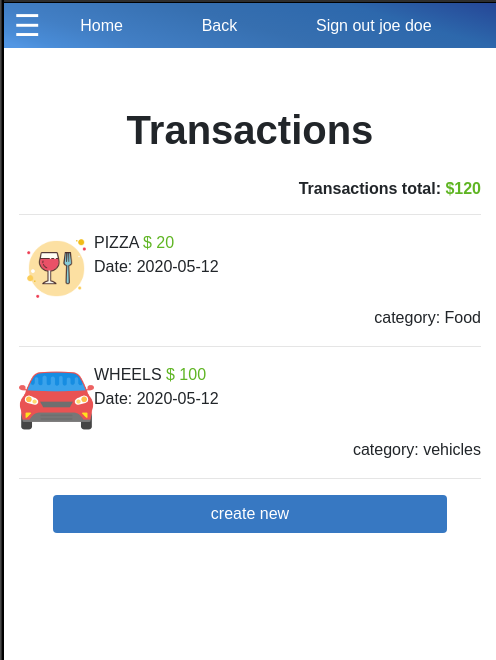 Home Back Sign out joe doe
Transactions
Transactions total: $120
PIZZA $ 20
Date: 2020-05-12
category: Food
WHEELS $ 100
Date: 2020-05-12
category: vehicles
create new